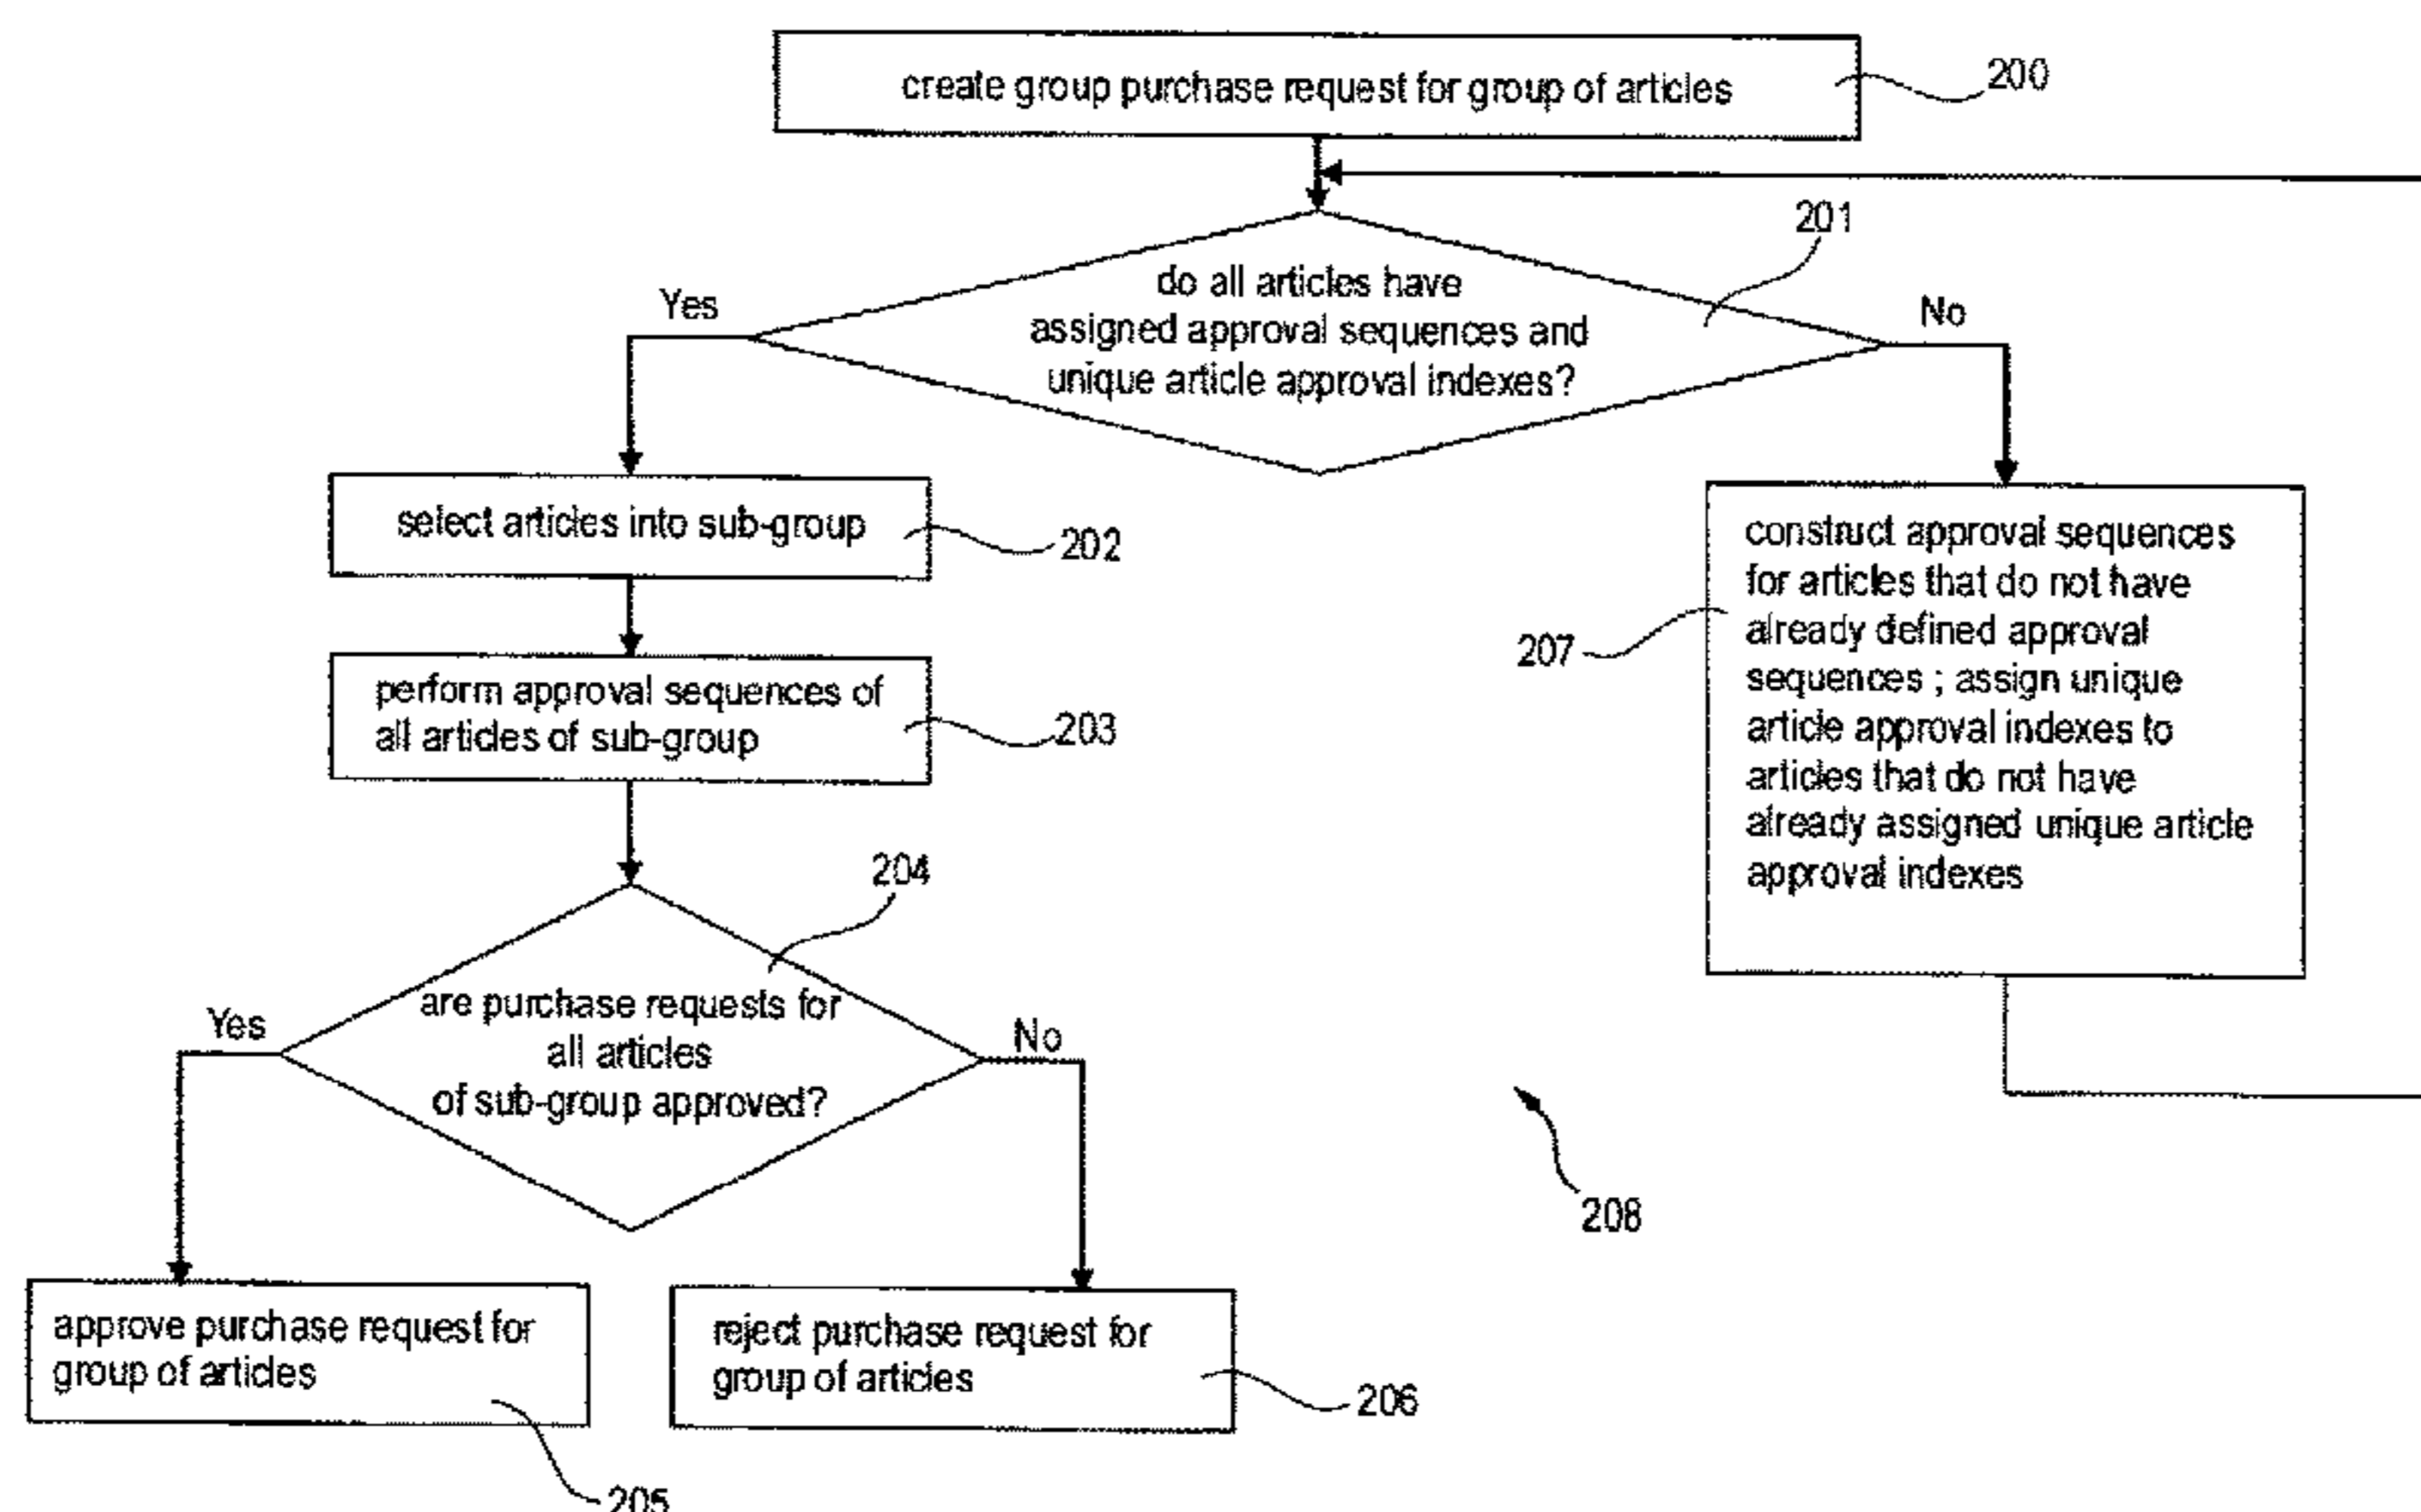 create group purchase request for group of articles
200
201
do all articles have
assigned approval sequences and
unique article approval indexes?
Yes
No
select articles into sub-group
202
perform approval sequences of
all articles of sub-group
203
construct approval sequences
for articles that do not have
already defined approval
sequences ; assign unique
article approval indexes to
articles that do not have
already assigned unique article
approval indexes
207
204
are purchase requests for
all articles
of sub-group approved?
Yes
No
208
approve purchase request for
group of articles
205
reject purchase request for
group of articles
206